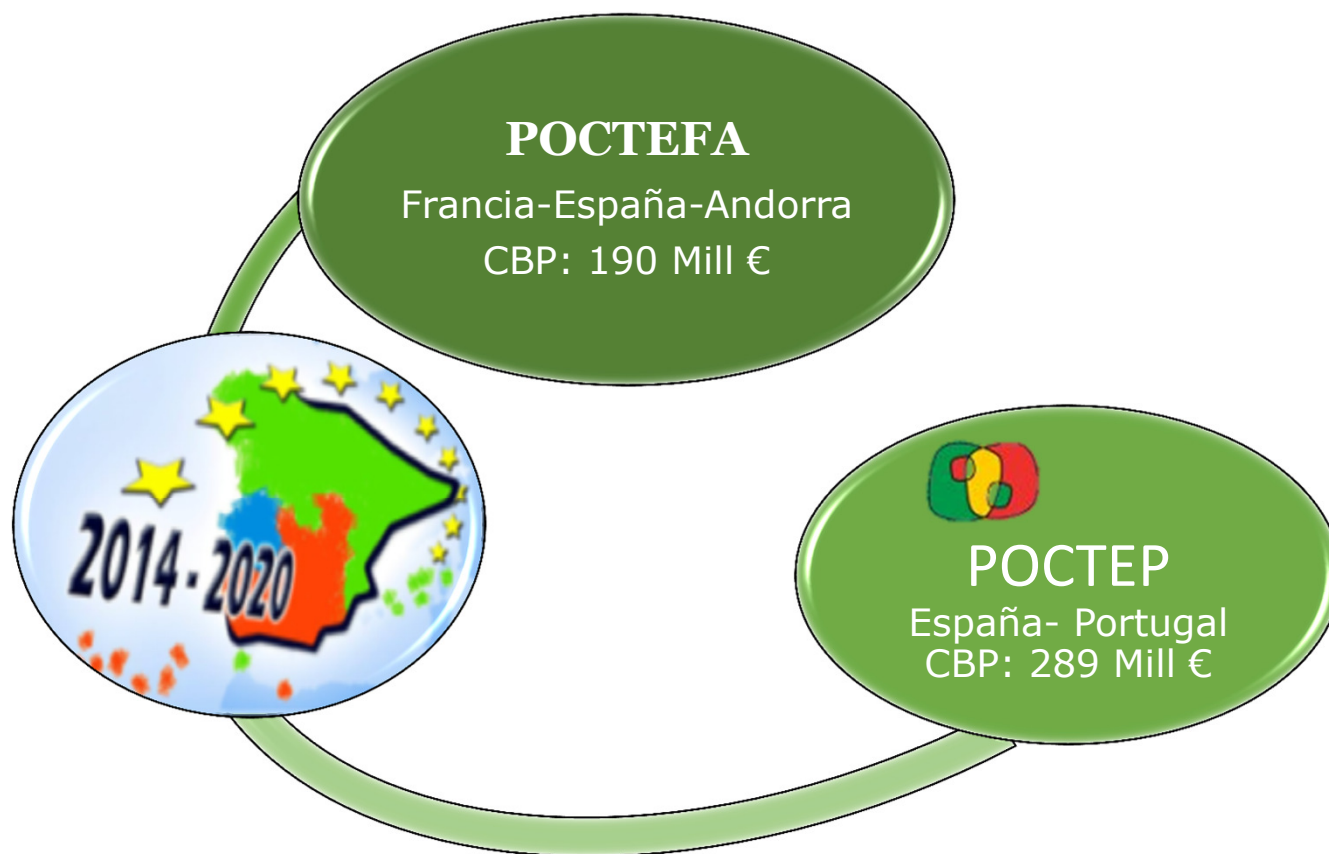 POCTEFA
Francia-España-Andorra
CBP: 190 Mill €
2014 - 2020
POCTEP
España- Portugal
CBP: 289 Mill €